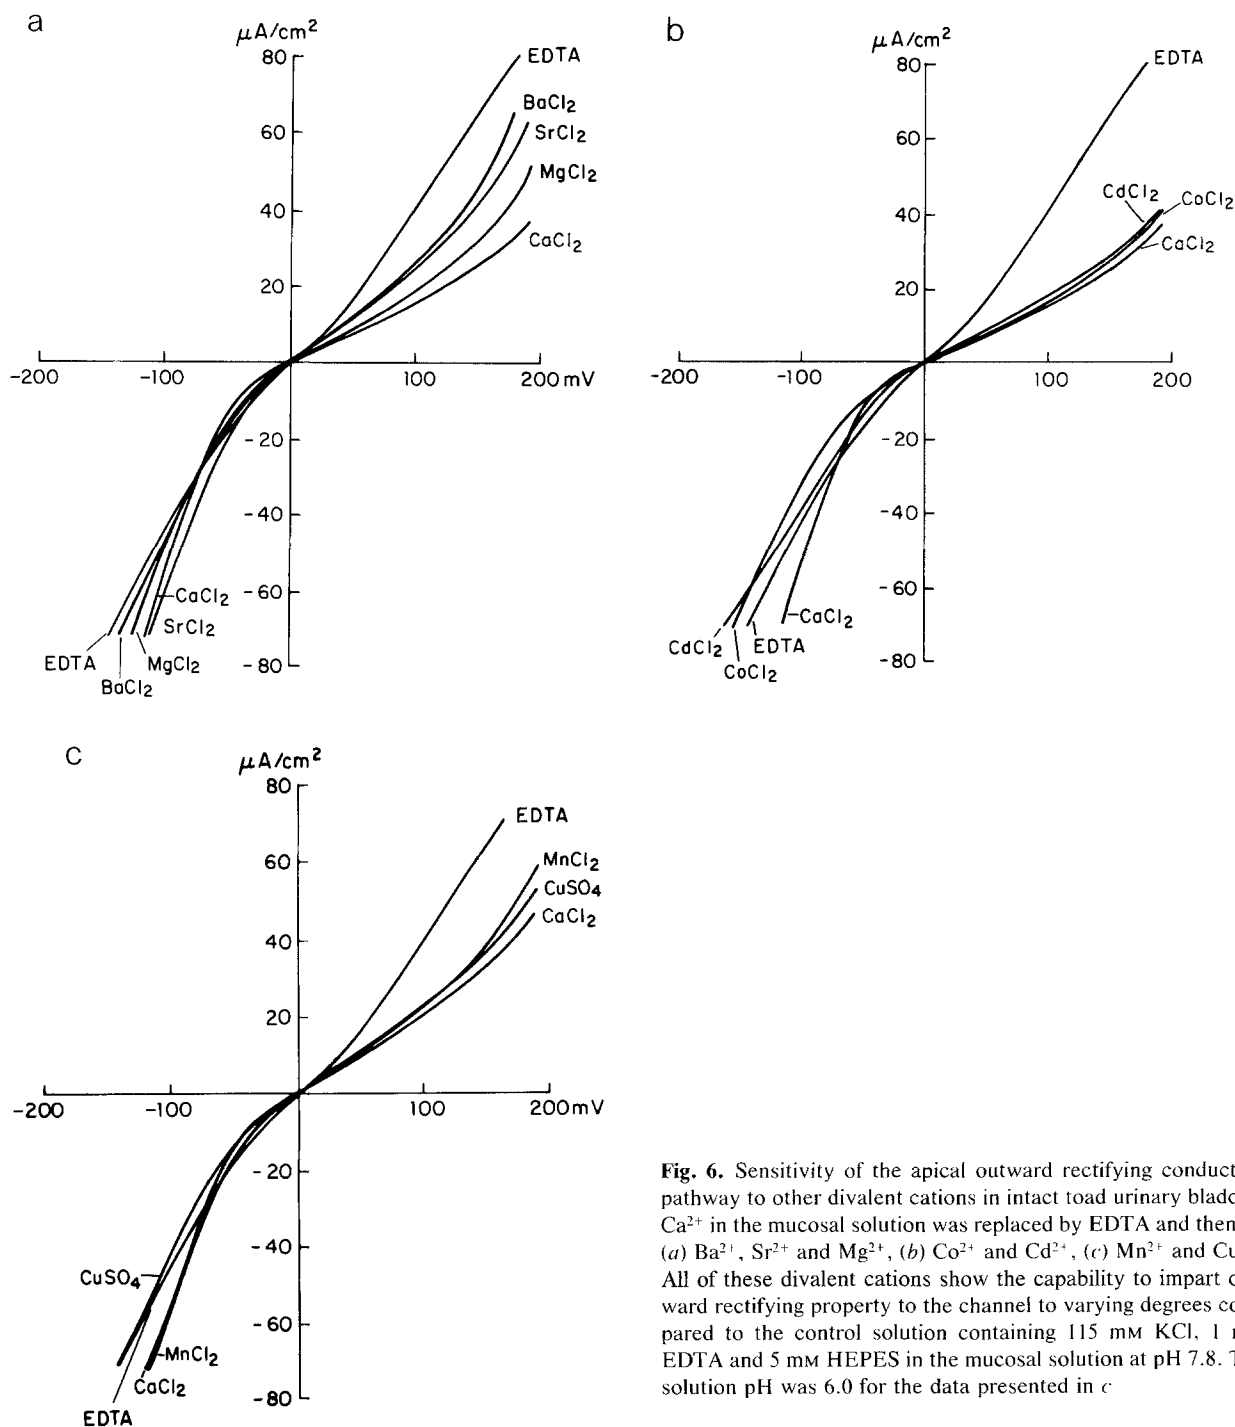 a
μA/cm²
80
60
40
20
-20
-40
-60
-80
-200
-100
100
200 mV
EDTA
BaCl₂
SrCl₂
MgCl₂
CaCl₂
CaCl₂
SrCl₂
MgCl₂
EDTA
BaCl₂
b
μA/cm²
80
60
40
20
-20
-40
-60
-80
-200
-100
100
200
EDTA
CdCl₂
CoCl₂
CaCl₂
CaCl₂
CdCl₂
EDTA
CoCl₂
c
μA/cm²
80
60
40
20
-20
-40
-60
-80
-200
-100
100
200mV
EDTA
MnCl₂
CuSO₄
CaCl₂
CuSO₄
MnCl₂
CaCl₂
EDTA
Fig. 6. Sensitivity of the apical outward rectifying conduct
pathway to other divalent cations in intact toad urinary bladd
Ca²⁺ in the mucosal solution was replaced by EDTA and then
(a) Ba²⁺, Sr²⁺ and Mg²⁺, (b) Co²⁺ and Cd²⁺, (c) Mn²⁺ and Cu
All of these divalent cations show the capability to impart o
ward rectifying property to the channel to varying degrees co
pared to the control solution containing 115 mM KCl, 1 m
EDTA and 5 mM HEPES in the mucosal solution at pH 7.8. T
solution pH was 6.0 for the data presented in c